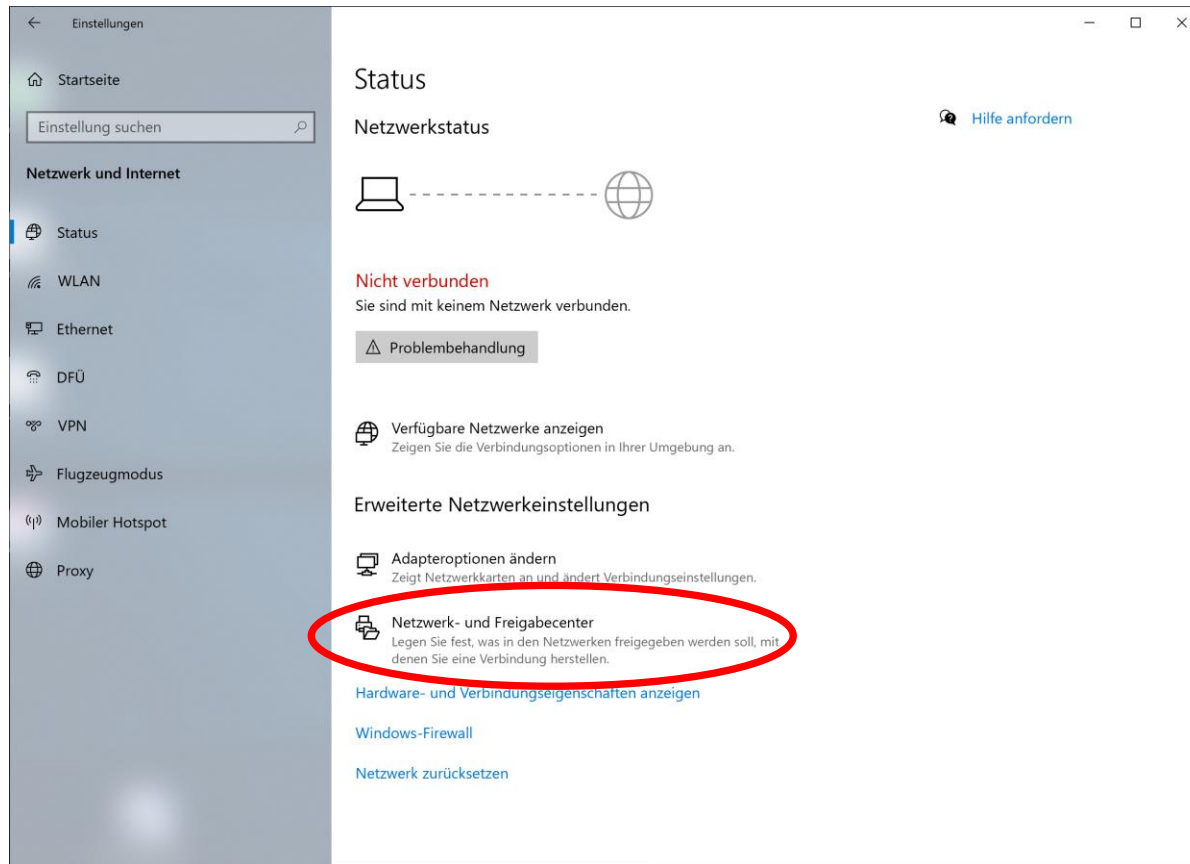 Einstellungen
Startseite
Einstellung suchen
Netzwerk und Internet
Status
WLAN
Ethernet
DFÜ
VPN
Flugzeugmodus
Mobiler Hotspot
Proxy
Status
Netzwerkstatus
Nicht verbunden
Sie sind mit keinem Netzwerk verbunden.
Problembehandlung
Verfügbare Netzwerke anzeigen
Zeigen Sie die Verbindungsoptionen in Ihrer Umgebung an.
Erweiterte Netzwerkeinstellungen
Adapteroptionen ändern
Zeigt Netzwerkkarten an und ändert Verbindungseinstellungen.
Netzwerk- und Freigabecenter
Legen Sie fest, was in den Netzwerken freigegeben werden soll, mit
denen Sie eine Verbindung herstellen.
Hardware- und Verbindungseigenschaften anzeigen
Windows-Firewall
Netzwerk zurücksetzen
Hilfe anfordern